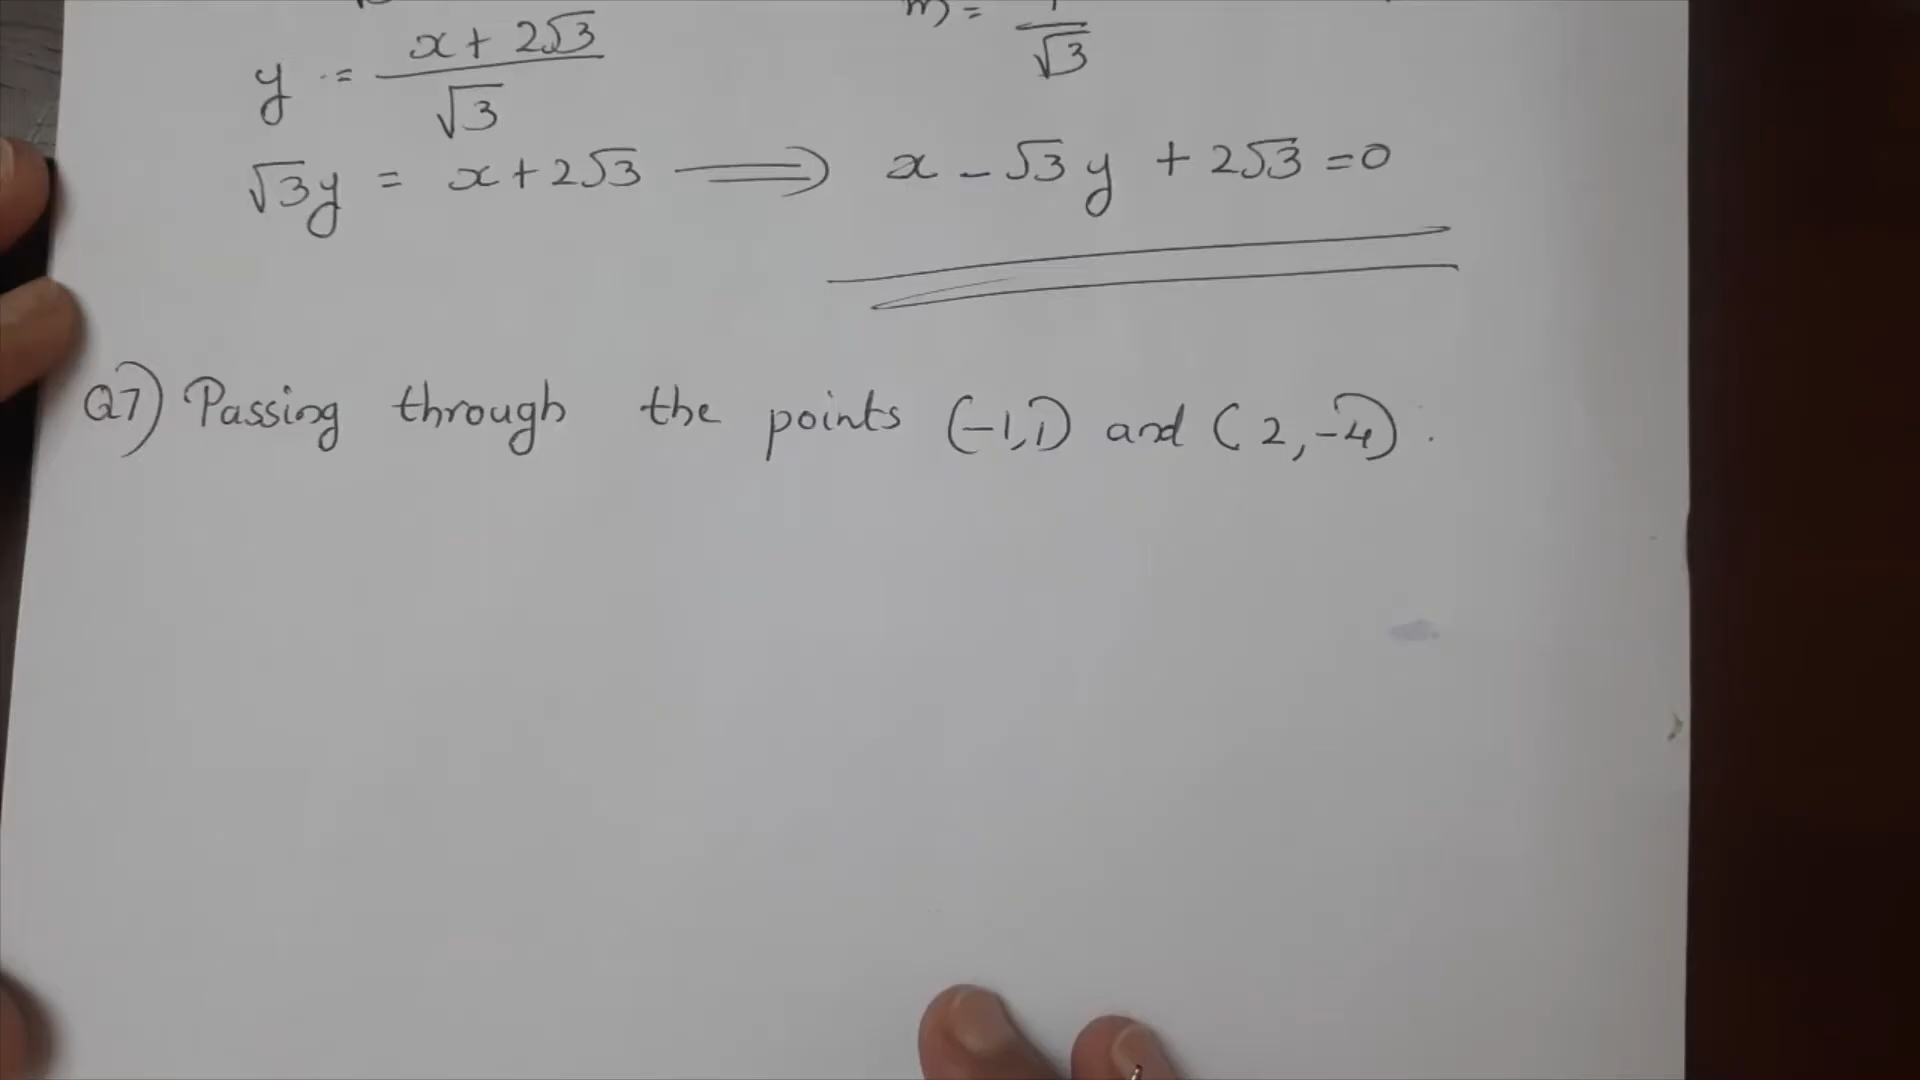 y = x + 2√3 / √3
m = 1/√3
√3y = x + 2√3 ⟹ x - √3y + 2√3 = 0
Q7) Passing through the points (-1,1) and (2,-4).